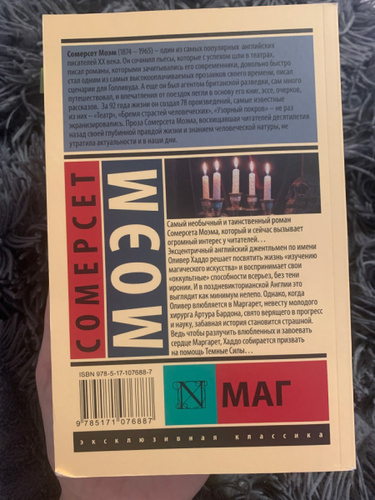 Сомерсет Моэм (1874 – 1965) – один из самых популярных английских
писателей XX века. Он сочинял пьесы, которые с успехом шли в театрах,
писал романы, которыми зачитывались его современники, довольно быстро
стал одним из самых высокооплачиваемых прозаиков своего времени, писал
сценарии для Голливуда. А еще он был агентом британской разведки, сам много
путешествовал, и впечатления от поездок легли в основу его книг, эссе, очерков,
рассказов. За 92 года жизни он создал 78 произведений, самые известные
из них – «Театр», «Бремя страстей человеческих», «Узорный покров» – не раз
экранизировались. Проза Сомерсета Моэма, восхищавшая читателей десятилетия
назад своей глубинной правдой жизни и знанием человеческой натуры, не
утратила актуальности и в наши дни.
СОМЕРСЕТ
МОЭМ
Самый необычный и таинственный роман
Сомерсета Моэма, который и сейчас вызывает
огромный интерес у читателей…
Эксцентричный английский джентльмен по имени
Оливер Хаддо решает посвятить жизнь «изучению
магического искусства» и воспринимает свои
«оккультные» способности всерьез, без тени
иронии. И в поздневикторианской Англии это
выглядит как минимум нелепо. Однако, когда
Оливер влюбляется в Маргарет, невесту молодого
хирурга Артура Бардона, свято верящего в прогресс
и науку, забавная история становится страшной.
Ведь чтобы разлучить влюбленных и завоевать
сердце Маргарет, Хаддо собирается призвать
на помощь Темные Силы…
ISBN 978-5-17-107688-7
9 785171 076887
N
МАГ
эксклюзивная классика